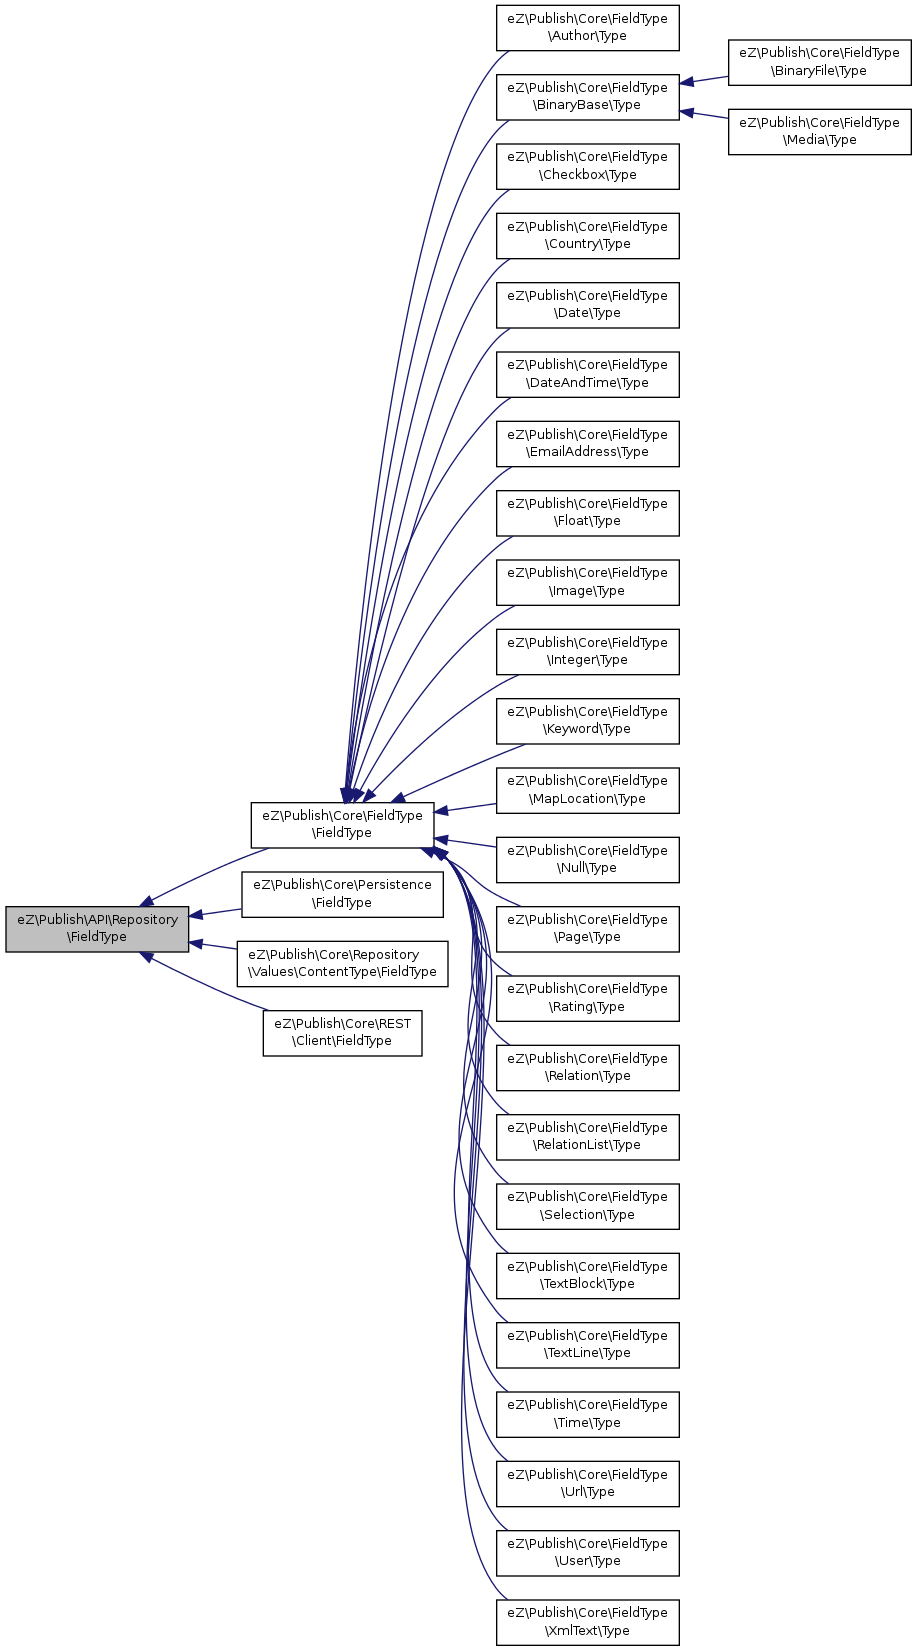 eZ\Publish\Core\FieldType
\Author\Type
eZ\Publish\Core\FieldType
\BinaryBase\Type
eZ\Publish\Core\FieldType
\BinaryFile\Type
eZ\Publish\Core\FieldType
\Media\Type
eZ\Publish\Core\FieldType
\Checkbox\Type
eZ\Publish\Core\FieldType
\Country\Type
eZ\Publish\Core\FieldType
\Date\Type
eZ\Publish\Core\FieldType
\DateAndTime\Type
eZ\Publish\Core\FieldType
\EmailAddress\Type
eZ\Publish\Core\FieldType
\Float\Type
eZ\Publish\Core\FieldType
\Image\Type
eZ\Publish\Core\FieldType
\Integer\Type
eZ\Publish\Core\FieldType
\Keyword\Type
eZ\Publish\Core\FieldType
\MapLocation\Type
eZ\Publish\Core\FieldType
\FieldType
eZ\Publish\Core\FieldType
\Null\Type
eZ\Publish\Core\Persistence
\FieldType
eZ\Publish\API\Repository
\FieldType
eZ\Publish\Core\FieldType
\Page\Type
eZ\Publish\Core\Repository
\Values\ContentType\FieldType
eZ\Publish\Core\FieldType
\Rating\Type
eZ\Publish\Core\REST
\Client\FieldType
eZ\Publish\Core\FieldType
\Relation\Type
eZ\Publish\Core\FieldType
\RelationList\Type
eZ\Publish\Core\FieldType
\Selection\Type
eZ\Publish\Core\FieldType
\TextBlock\Type
eZ\Publish\Core\FieldType
\TextLine\Type
eZ\Publish\Core\FieldType
\Time\Type
eZ\Publish\Core\FieldType
\Url\Type
eZ\Publish\Core\FieldType
\User\Type
eZ\Publish\Core\FieldType
\XmlText\Type